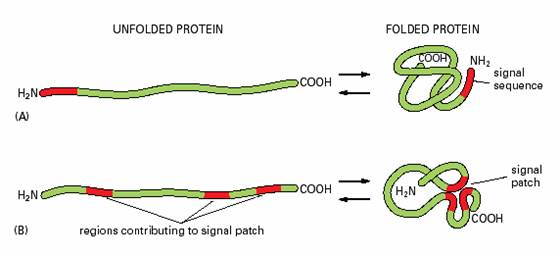 UNFOLDED PROTEIN
FOLDED PROTEIN
H₂N
COOH
COOH
NH₂
signal
sequence
(A)
H₂N
COOH
H₂N
signal
patch
COOH
(B)
regions contributing to signal patch